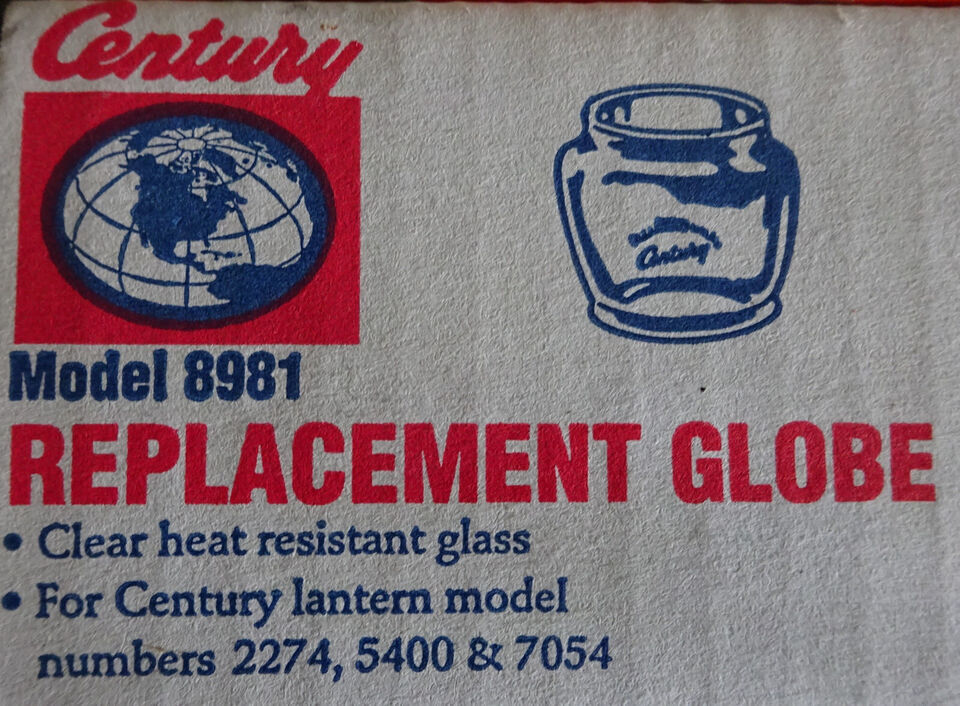 Century
Century
Model 8981
REPLACEMENT GLOBE
• Clear heat resistant glass
• For Century lantern model
numbers 2274, 5400 & 7054